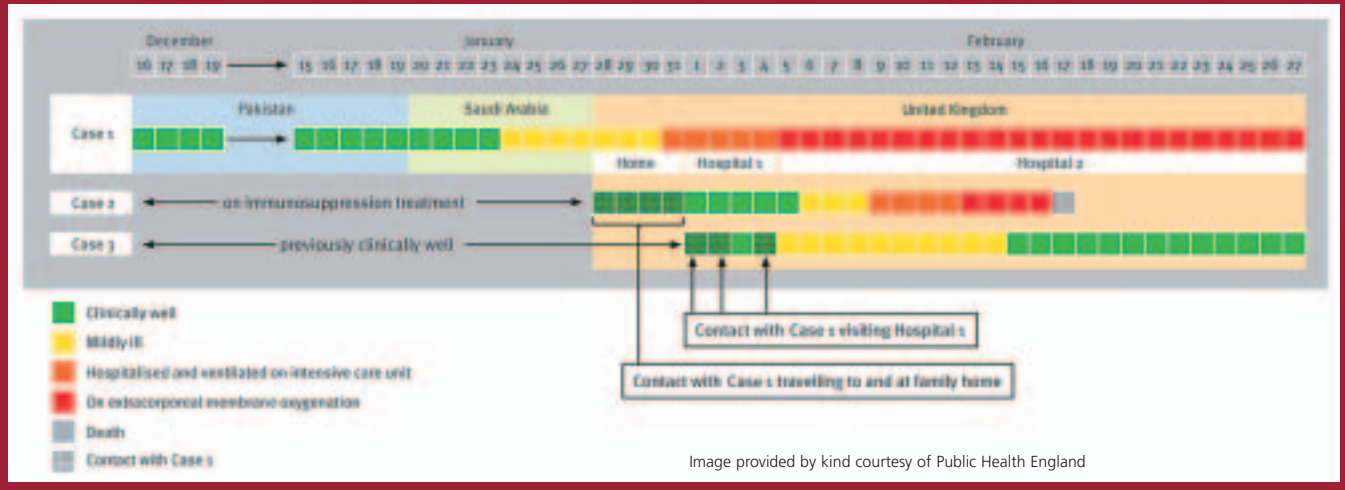 December January February
16 17 18 19 15 16 17 18 19 20 21 22 23 24 25 26 27 28 29 30 31 1 2 3 4 5 6 7 8 9 10 11 12 13 14 15 16 17 18 19 20 21 22 23 24 25 26 27
Pakistan Saudi Arabia United Kingdom
Case 1
Home Hospital 1 Hospital 2
Case 2 on immunosuppression treatment
Case 3 previously clinically well
Clinically well
Mildly ill
Hospitalised and ventilated on intensive care unit
On extracorporeal membrane oxygenation
Death
Contact with Case 1
Contact with Case 1 visiting Hospital 1
Contact with Case 1 travelling to and at family home
Image provided by kind courtesy of Public Health England